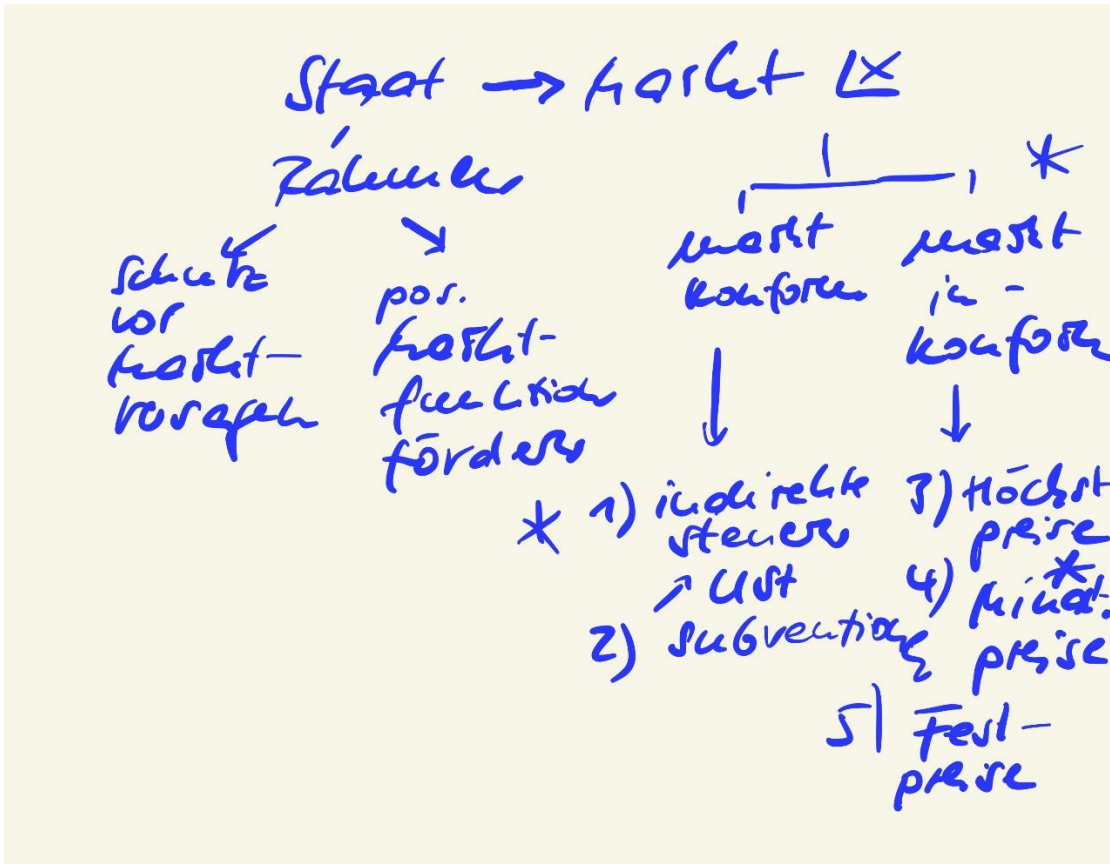 Staat → Markt
Rahmen
Schutz
vor
Markt-
versagen
pos.
Markt-
funktion
fördern
*
markt
konform
markt
in-
konform
* 1) indirekte
steuern
↗ USt
2) Subventionen
3) Höchst
preise
*
4) Mindest.
preise
5) Fest-
preise